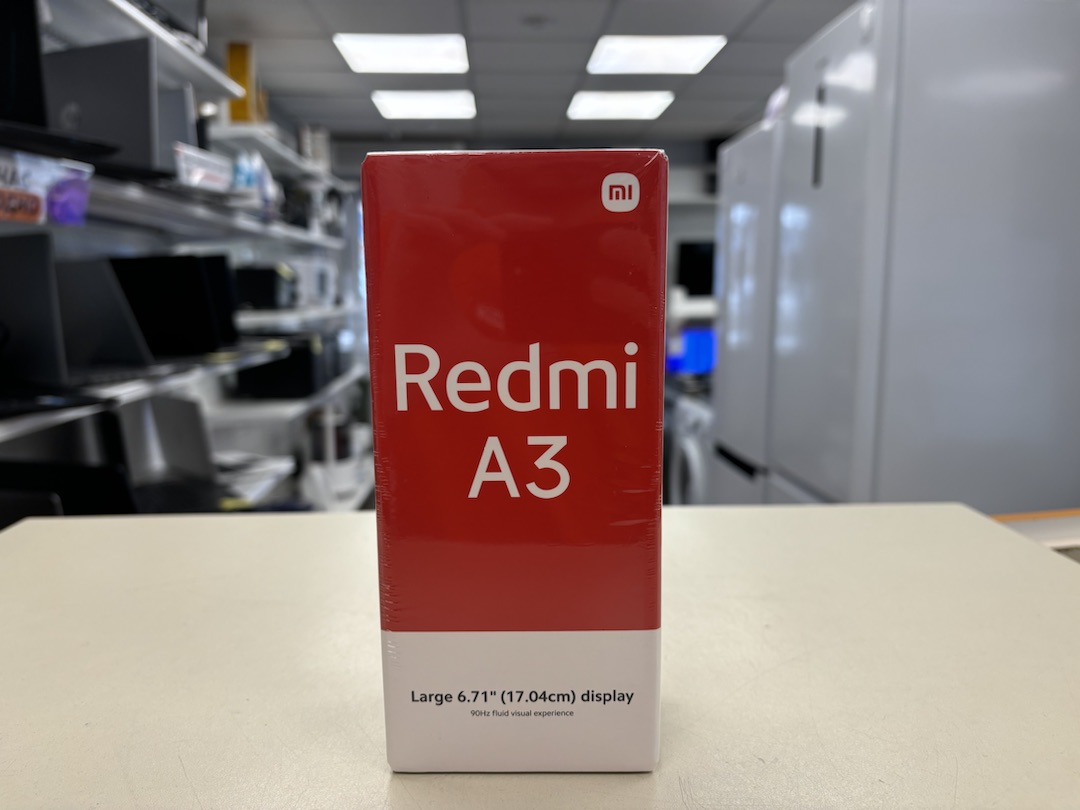 mi
Redmi
A3
Large 6.71" (17.04cm) display
90Hz fluid visual experience